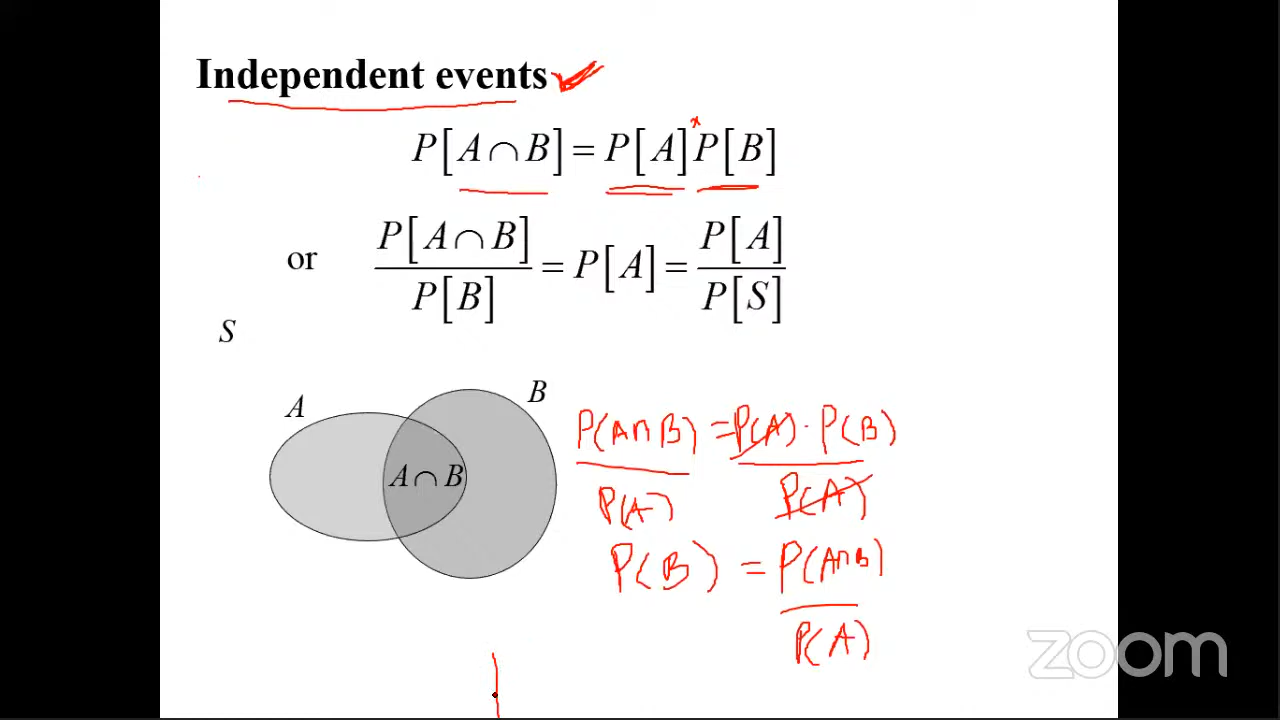 Independent events
P[A ∩ B] = P[A] × P[B]
or P[A ∩ B] / P[B] = P[A] = P[A] / P[S]
S
A
B
A ∩ B
P(A∩B) / P(A) = P(A) · P(B) / P(A)
P(B) = P(A∩B) / P(A)
zoom